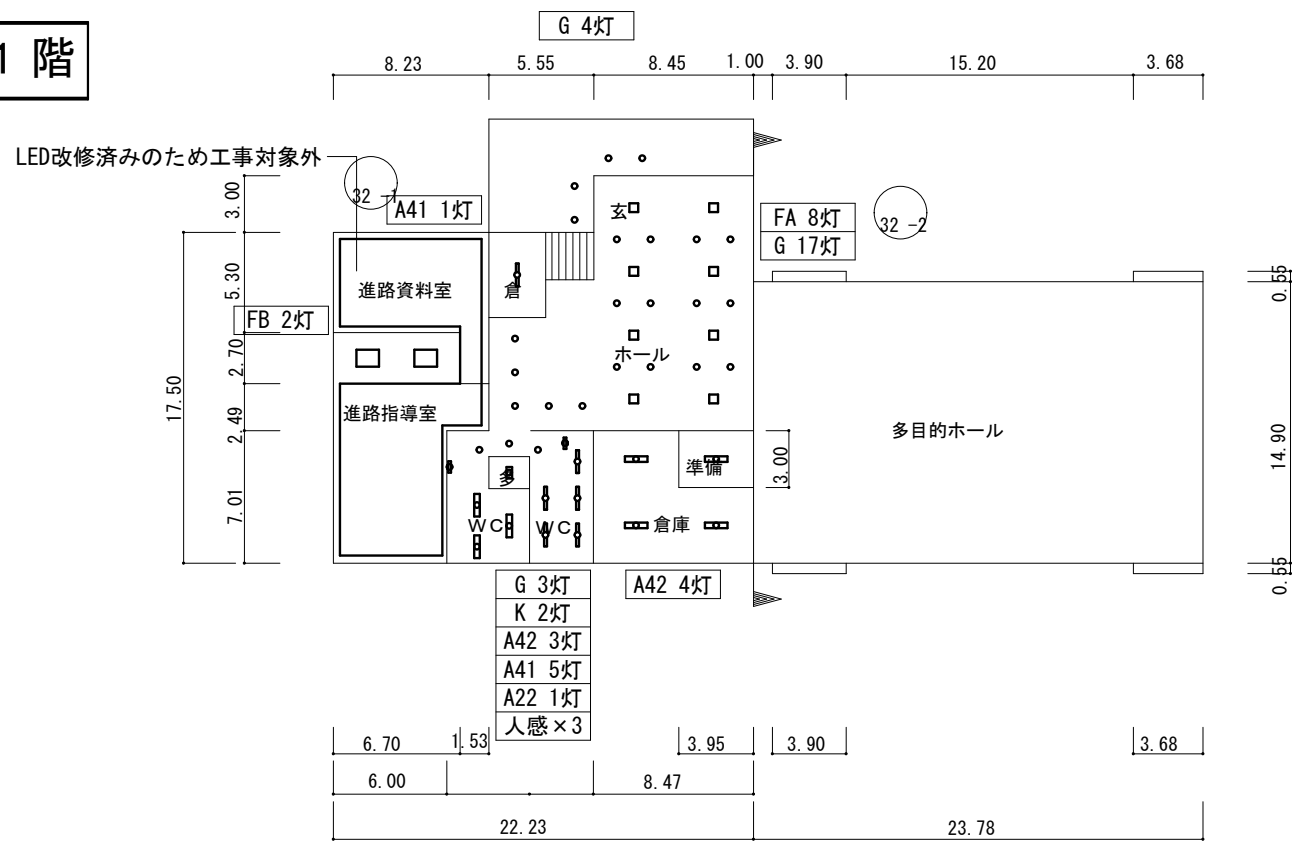 G 4灯
1 階
8.23
5.55
8.45
1.00
3.90
15.20
3.68
LED改修済みのため工事対象外
32 -1
A41 1灯
3.00
玄
FA 8灯
G 17灯
32 -2
進路資料室
倉
5.30
0.55
FB 2灯
2.70
ホール
17.50
進路指導室
2.49
多目的ホール
14.90
多
準備
3.00
7.01
WC
WC
倉庫
0.55
G 3灯
K 2灯
A42 3灯
A41 5灯
A22 1灯
人感×3
A42 4灯
6.70
1.53
3.95
3.90
3.68
6.00
8.47
22.23
23.78